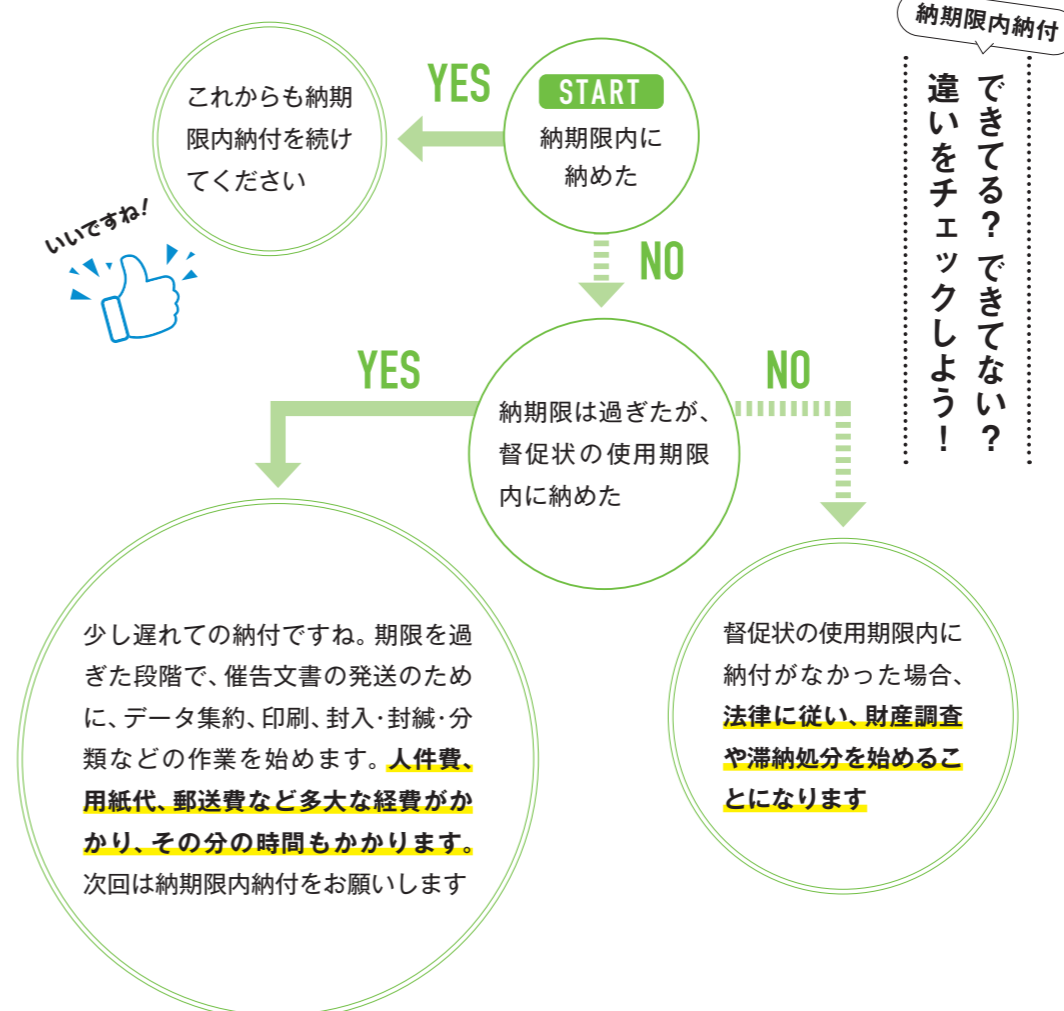 納期限内納付
できてる？できてない？
違いをチェックしよう！
START
納期限内に
納めた
YES
これからも納期
限内納付を続け
てください
いいですね！
NO
納期限は過ぎたが、
督促状の使用期限
内に納めた
YES
少し遅れての納付ですね。期限を過
ぎた段階で、催告文書の発送のため
に、データ集約、印刷、封入・封緘・分
類などの作業を始めます。人件費、
用紙代、郵送費など多大な経費がか
かり、その分の時間もかかります。
次回は納期限内納付をお願いします
NO
督促状の使用期限内に
納付がなかった場合、
法律に従い、財産調査
や滞納処分を始めるこ
とになります